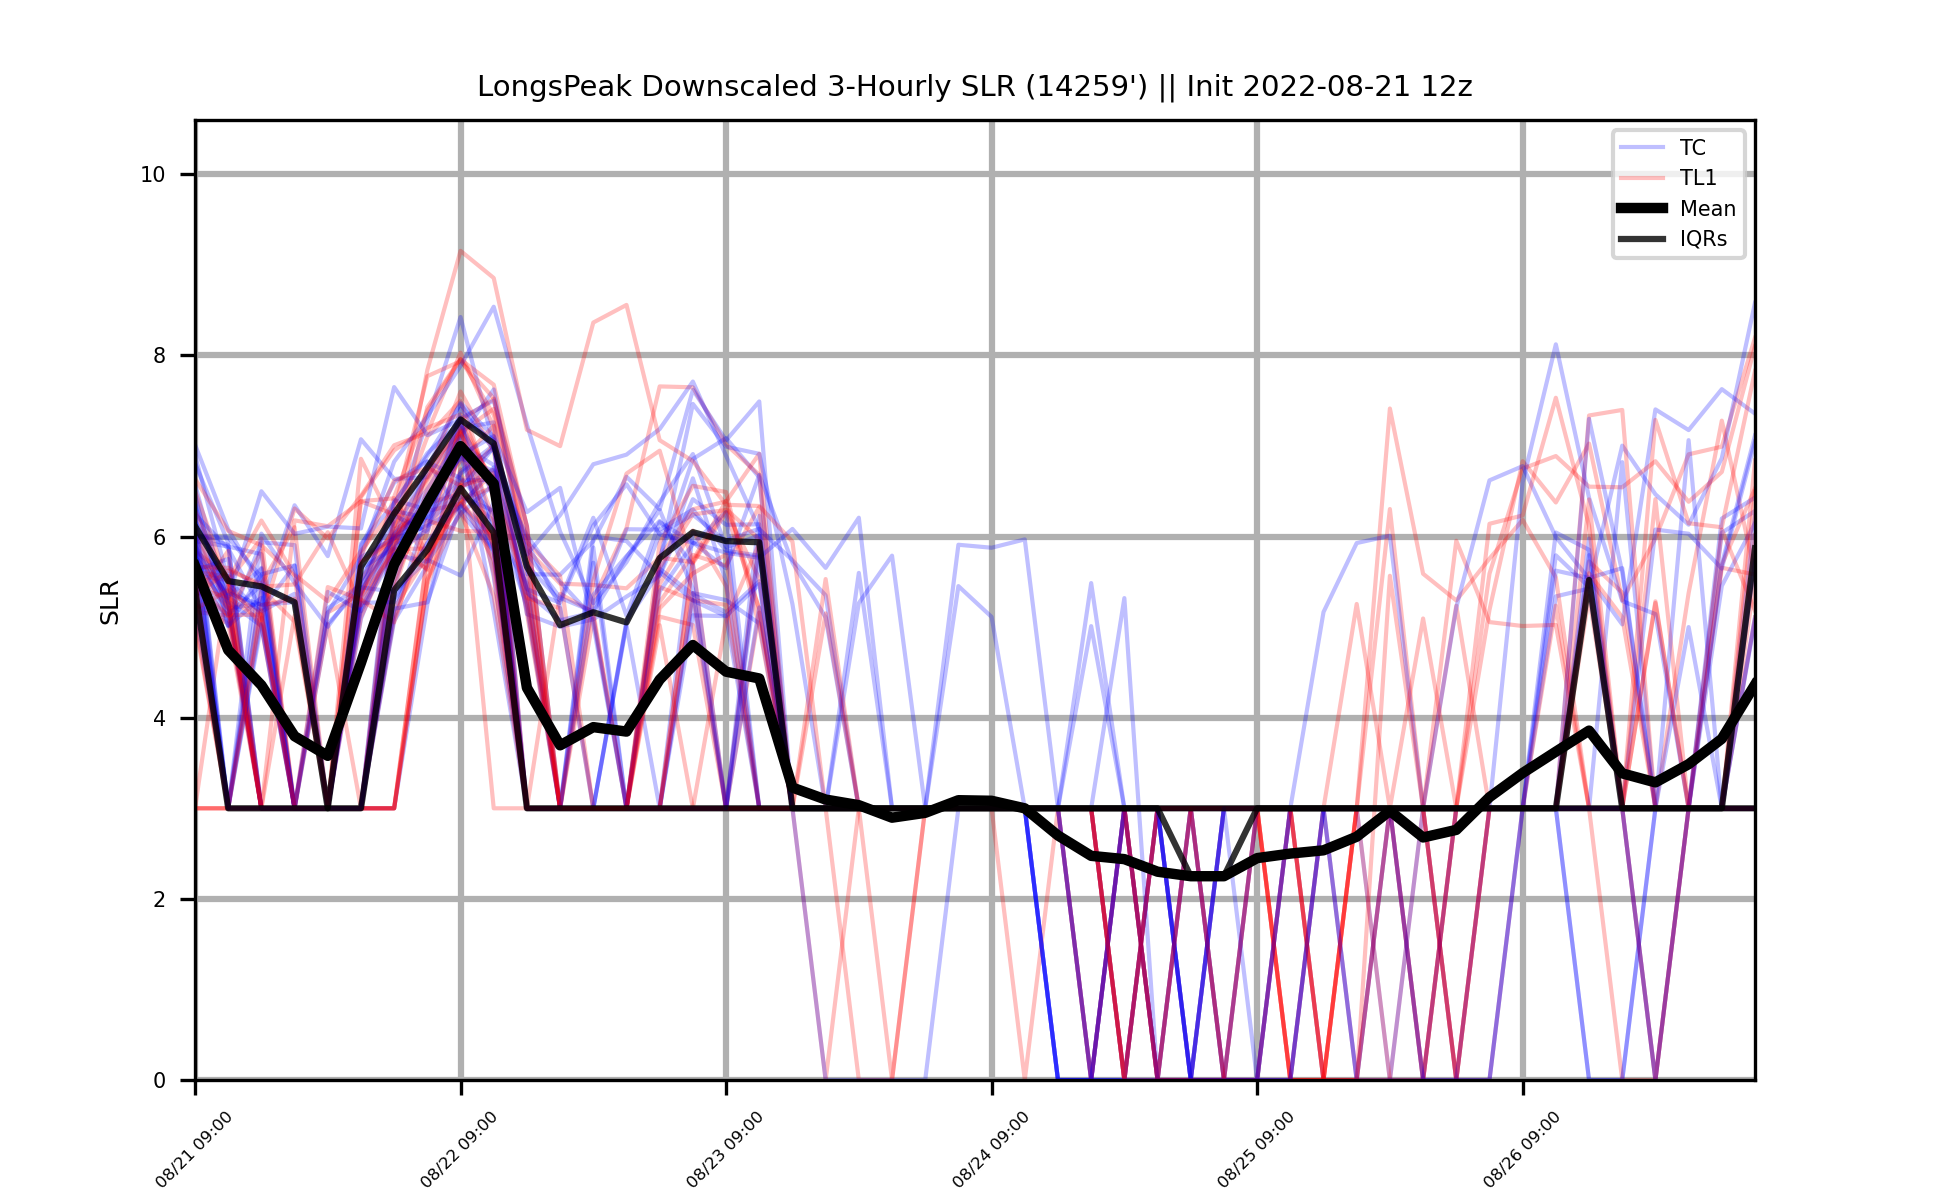 LongsPeak Downscaled 3-Hourly SLR (14259') || Init 2022-08-21 12z
TC
TL1
Mean
IQRs
10
8
6
4
2
0
SLR
08/21 09:00
08/22 09:00
08/23 09:00
08/24 09:00
08/25 09:00
08/26 09:00